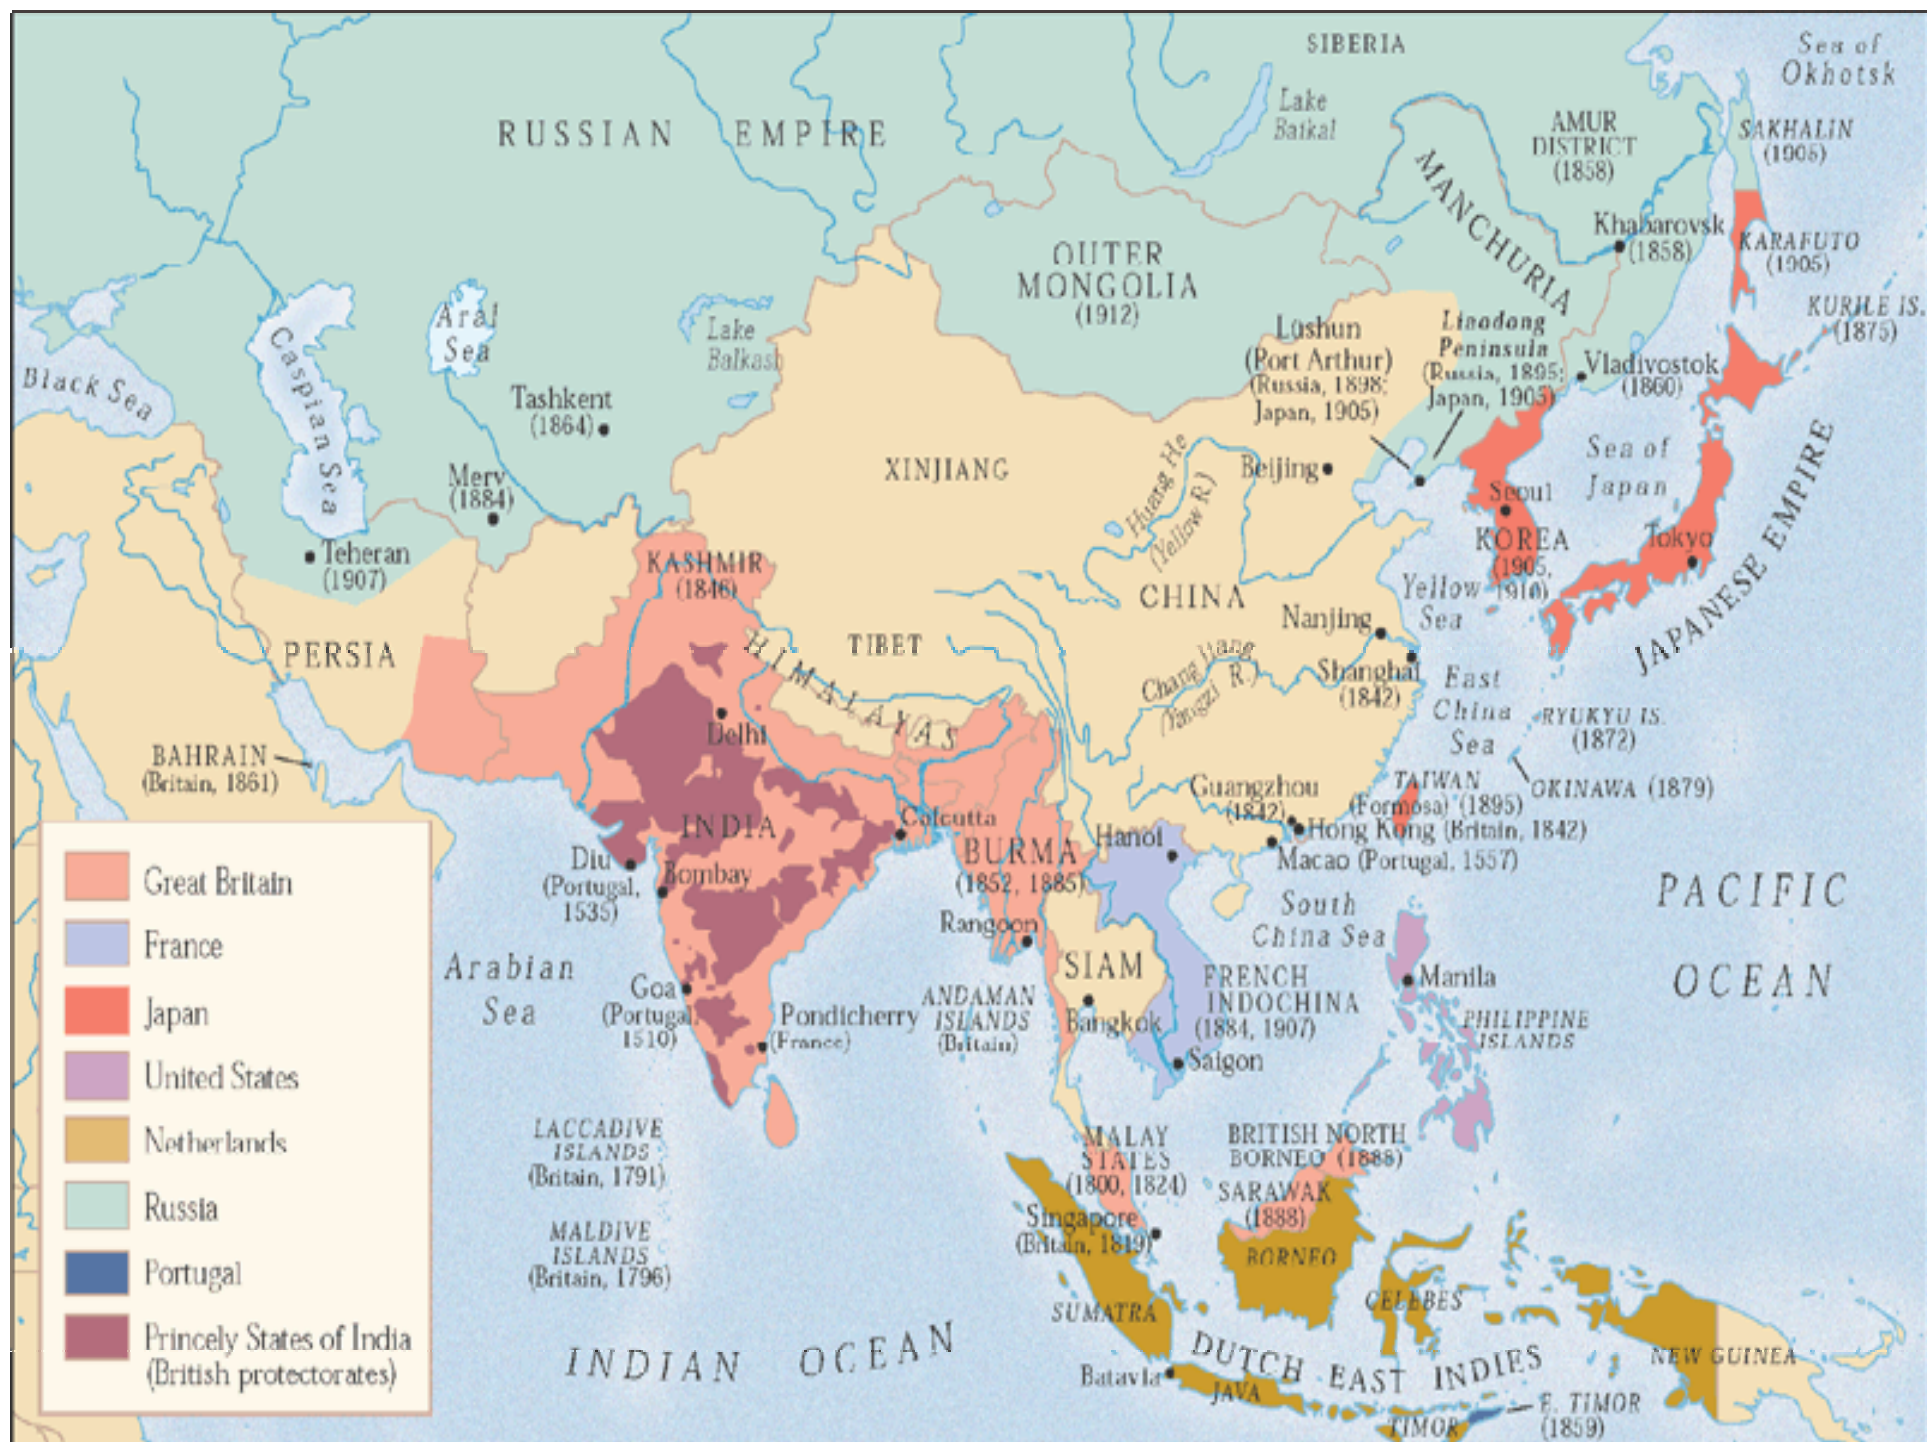 SIBERIA
Sea of
Okhotsk
RUSSIAN EMPIRE
Lake
Baikal
AMUR
DISTRICT
(1858)
SAKHALIN
(1905)
MANCHURIA
Khabarovsk
(1858)
KARAFUTO
(1905)
OUTER
MONGOLIA
(1912)
KURILE IS.
(1875)
Aral
Sea
Lake
Balkash
Caspian Sea
Black Sea
Lüshun
(Port Arthur)
(Russia, 1898;
Japan, 1905)
Liaodong
Peninsula
(Russia, 1895;
Japan, 1905)
Vladivostok
(1860)
Tashkent
(1864)
Merv
(1884)
XINJIANG
Huang He
(Yellow R.)
Beijing
Sea of
Japan
Seoul
KOREA
(1905,
1910)
Tokyo
JAPANESE EMPIRE
Teheran
(1907)
KASHMIR
(1846)
PERSIA
TIBET
HIMALAYAS
CHINA
Yellow
Sea
Nanjing
Chang Jiang
(Yangzi R.)
Shanghai
(1842)
East
China
Sea
RYUKYU IS.
(1872)
OKINAWA (1879)
BAHRAIN
(Britain, 1861)
Delhi
INDIA
Calcutta
Guangzhou
(1842)
TAIWAN
(Formosa) (1895)
Hong Kong (Britain, 1842)
Macao (Portugal, 1557)
Hanoi
BURMA
(1852, 1885)
Diu
(Portugal,
1535)
Bombay
Rangoon
South
China Sea
PACIFIC
OCEAN
Arabian
Sea
Goa
(Portugal,
1510)
Pondicherry
(France)
ANDAMAN
ISLANDS
(Britain)
SIAM
Bangkok
FRENCH
INDOCHINA
(1884, 1907)
Saigon
Manila
PHILIPPINE
ISLANDS
LACCADIVE
ISLANDS
(Britain, 1791)
MALDIVE
ISLANDS
(Britain, 1796)
MALAY
STATES
(1800, 1824)
BRITISH NORTH
BORNEO (1888)
SARAWAK
(1888)
Singapore
(Britain, 1819)
BORNEO
SUMATRA
CELEBES
INDIAN OCEAN
DUTCH EAST INDIES
NEW GUINEA
Batavia
JAVA
TIMOR
E. TIMOR
(1859)
Great Britain
France
Japan
United States
Netherlands
Russia
Portugal
Princely States of India
(British protectorates)